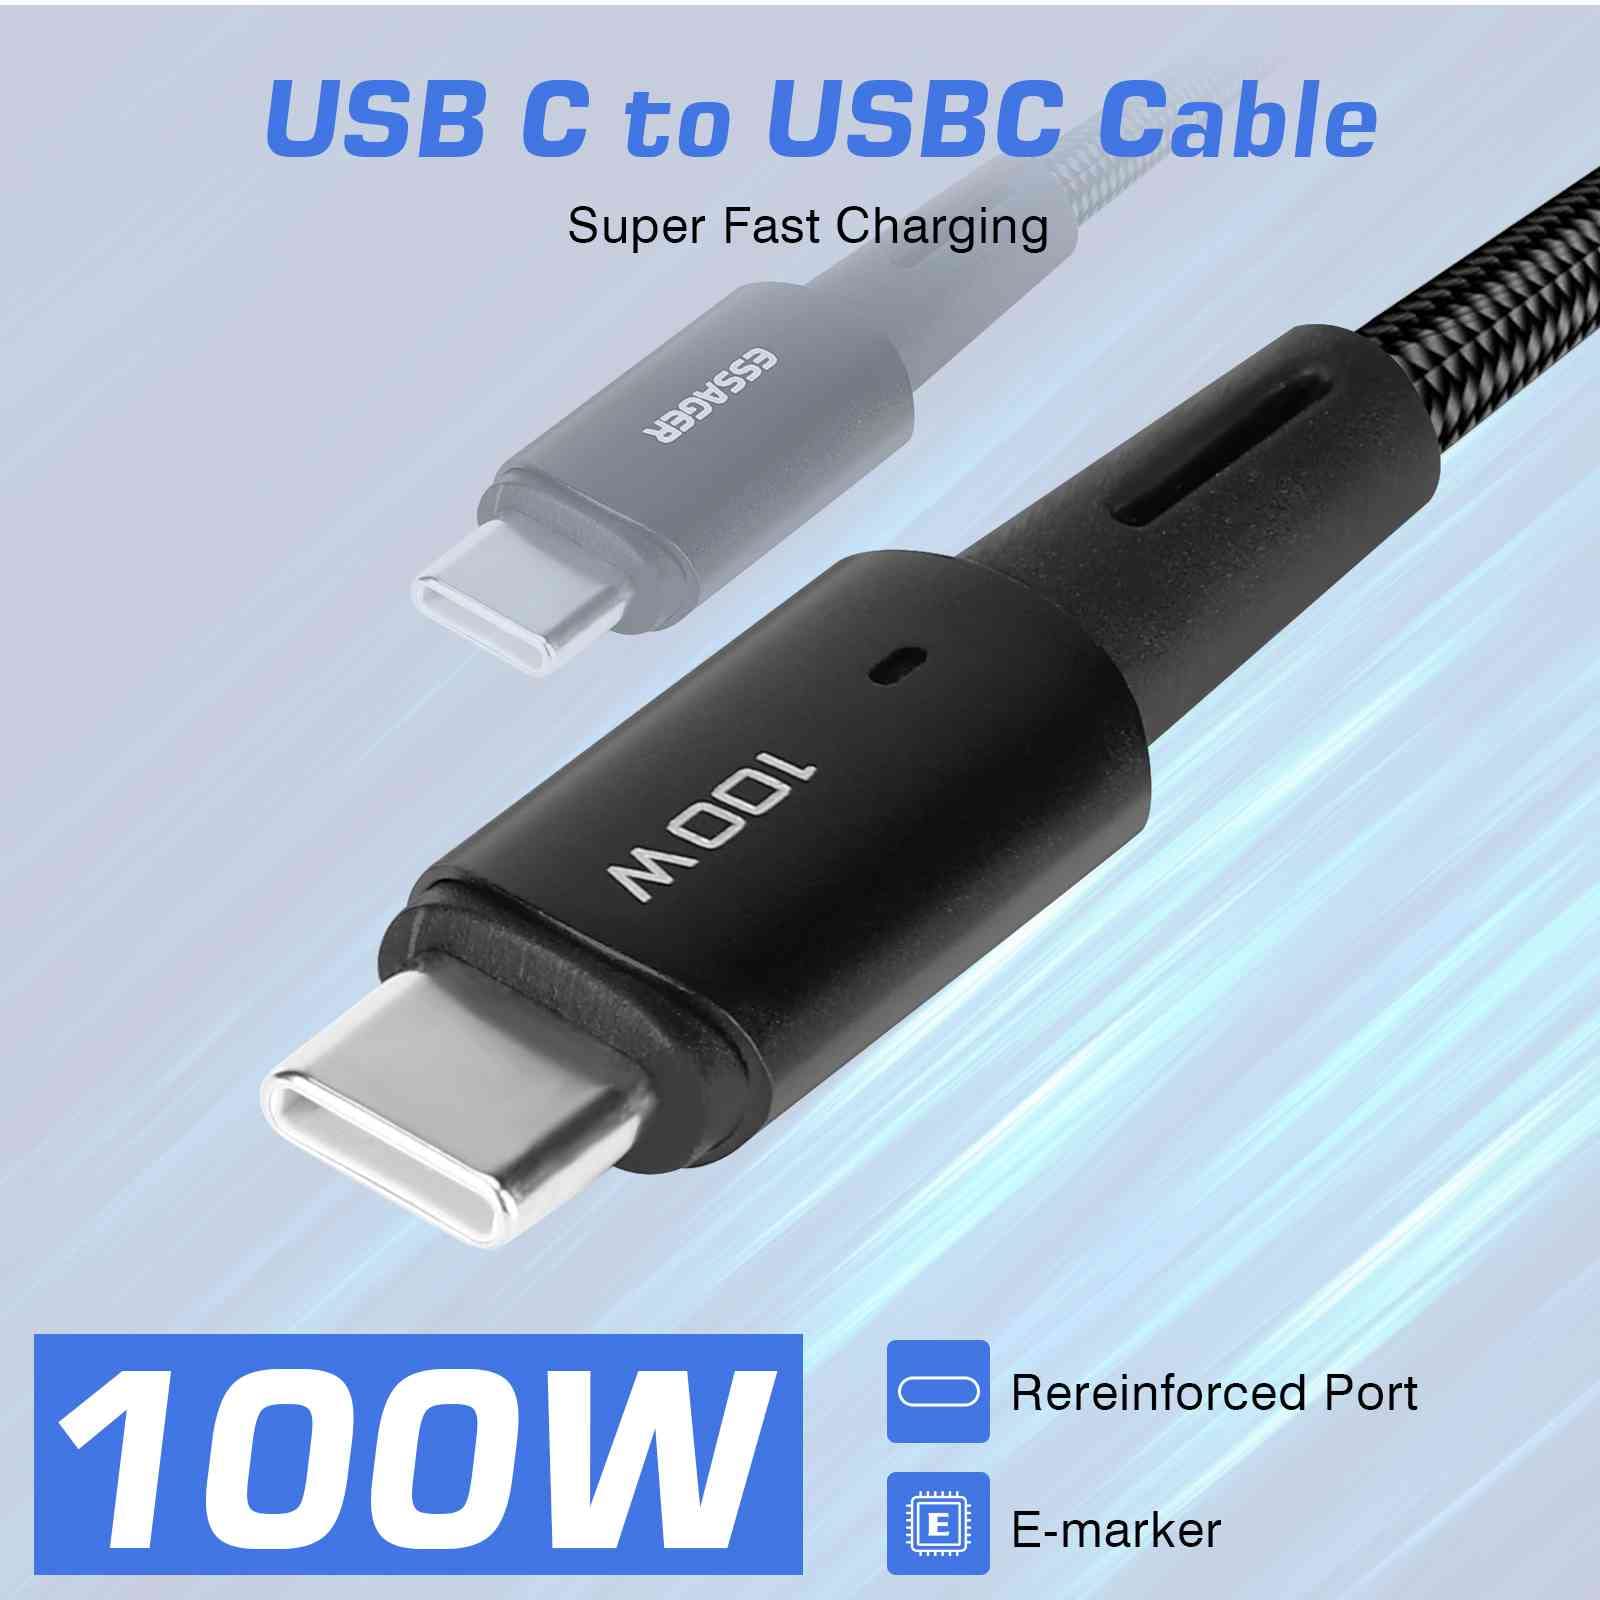 USB C to USBC Cable
Super Fast Charging
ESSAGER
100W
100W
Rereinforced Port
E
E-marker